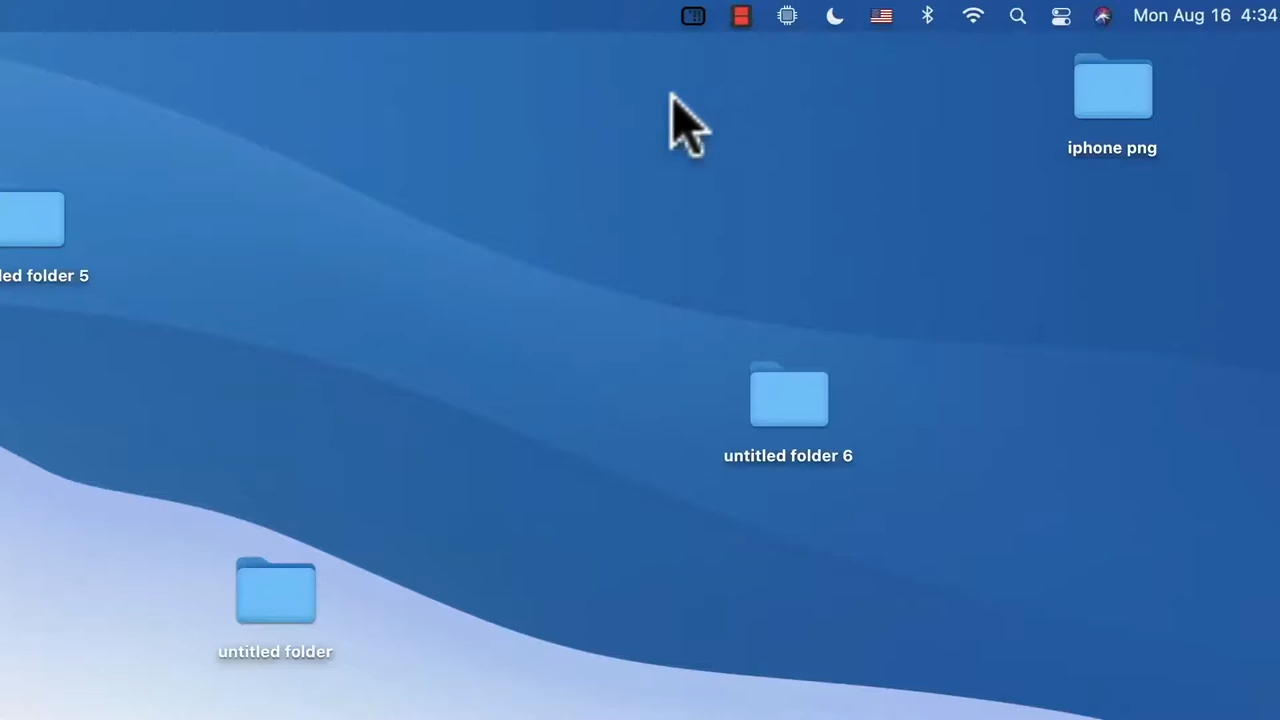 Mon Aug 16 4:34
iphone png
led folder 5
untitled folder 6
untitled folder